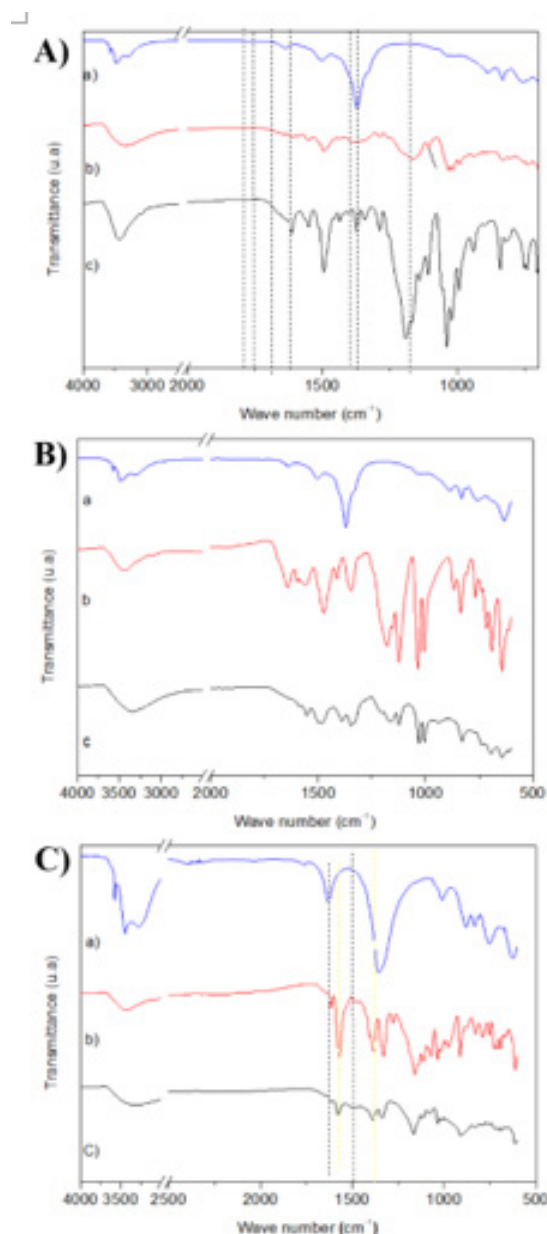 A)
a)
b)
c)
Transmittance (u.a)
4000 3000 2000 1500 1000
Wave number (cm⁻¹)
B)
a
b
c
Transmittance (u.a)
4000 3500 3000 2000 1500 1000 500
Wave number (cm⁻¹)
C)
a)
b)
C)
Transmittance (u.a)
4000 3500 2500 2000 1500 1000 500
Wave number (cm⁻¹)